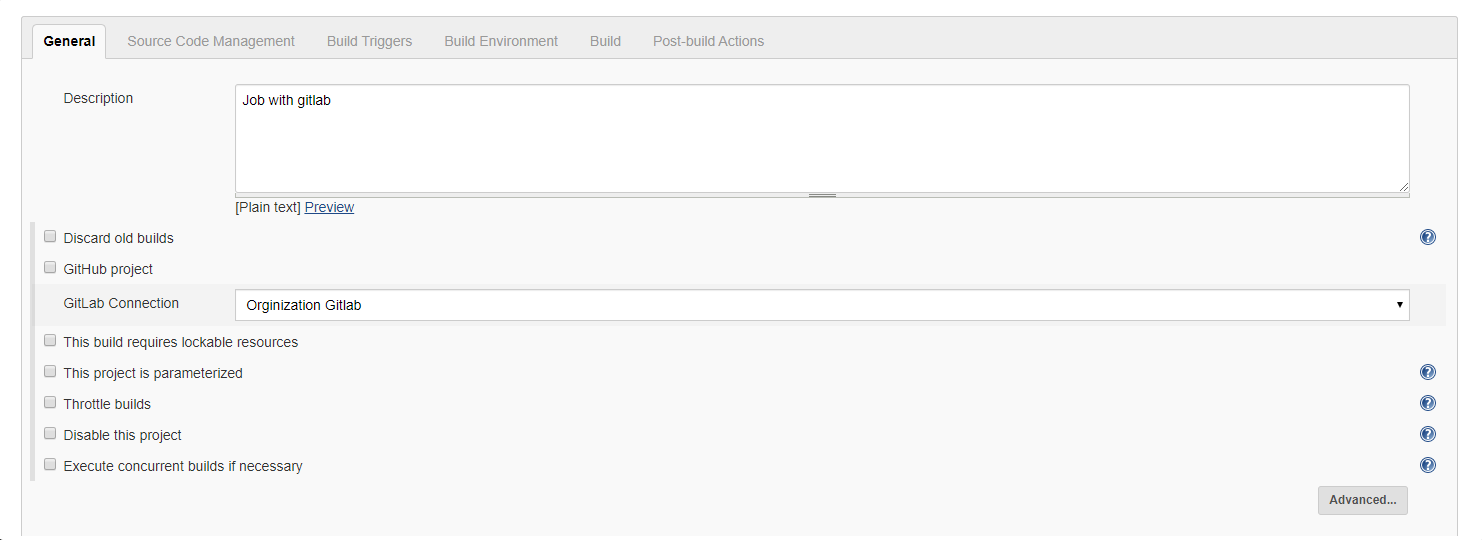 General Source Code Management Build Triggers Build Environment Build Post-build Actions
Description
Job with gitlab
[Plain text] Preview
Discard old builds
GitHub project
GitLab Connection Orginization Gitlab
This build requires lockable resources
This project is parameterized
Throttle builds
Disable this project
Execute concurrent builds if necessary
Advanced...